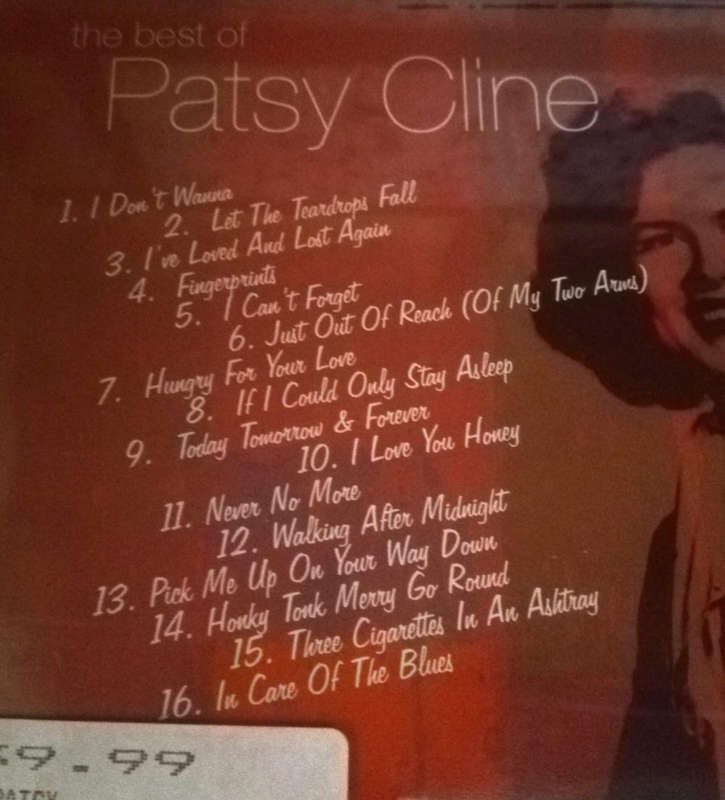 the best of
Patsy Cline
1. I Don't Wanna
2. Let The Teardrops Fall
3. I've Loved And Lost Again
4. Fingerprints
5. I Can't Forget
6. Just Out Of Reach (Of My Two Arms)
7. Hungry For Your Love
8. If I Could Only Stay Asleep
9. Today Tomorrow & Forever
10. I Love You Honey
11. Never No More
12. Walking After Midnight
13. Pick Me Up On Your Way Down
14. Honky Tonk Merry Go Round
15. Three Cigarettes In An Ashtray
16. In Care Of The Blues
9.99